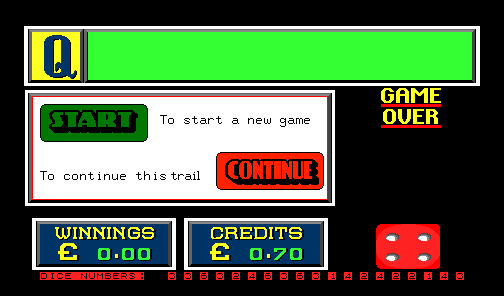 Q
GAME
OVER
START To start a new game
To continue this trail CONTINUE
WINNINGS
£ 0.00
CREDITS
£ 0.70
DICE NUMBERS: